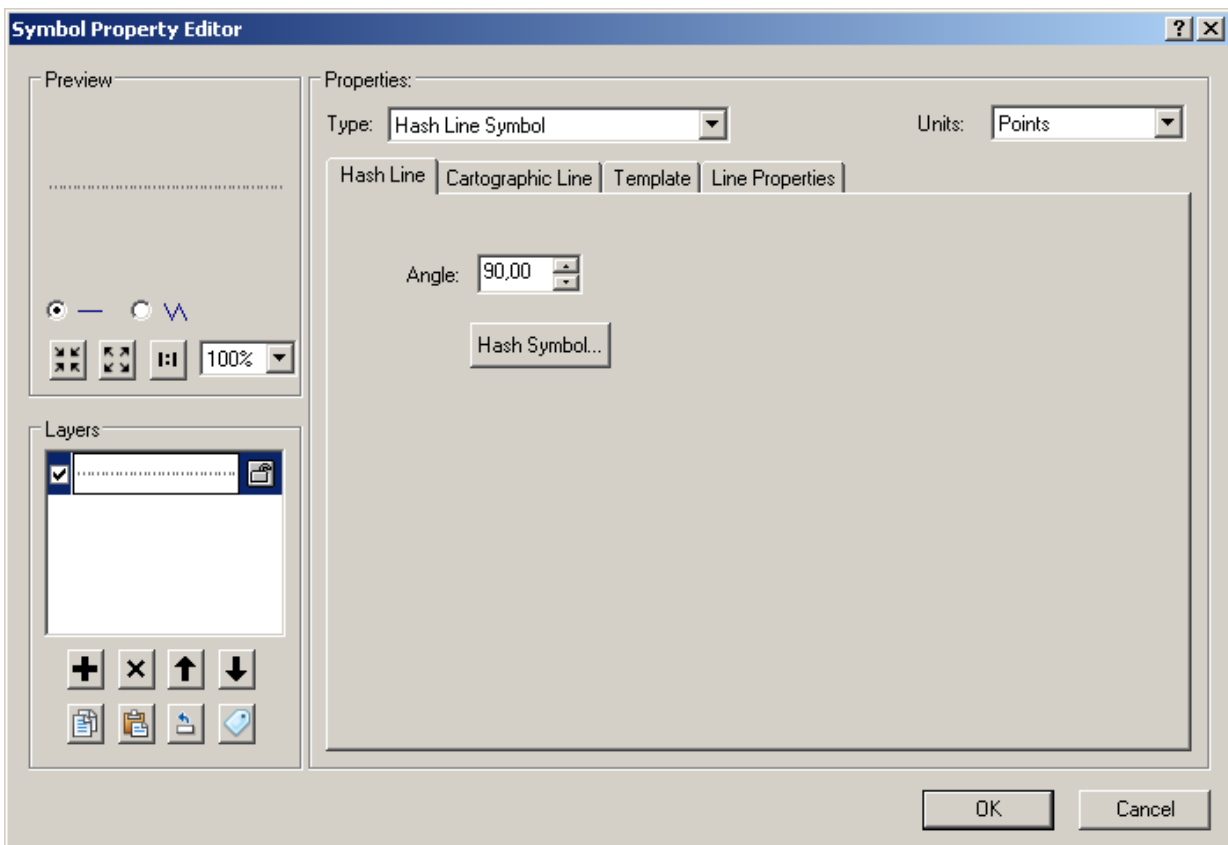 Symbol Property Editor
Preview
1:1
100%
Layers
Properties:
Type: Hash Line Symbol
Units: Points
Hash Line Cartographic Line Template Line Properties
Angle: 90,00
Hash Symbol...
OK Cancel